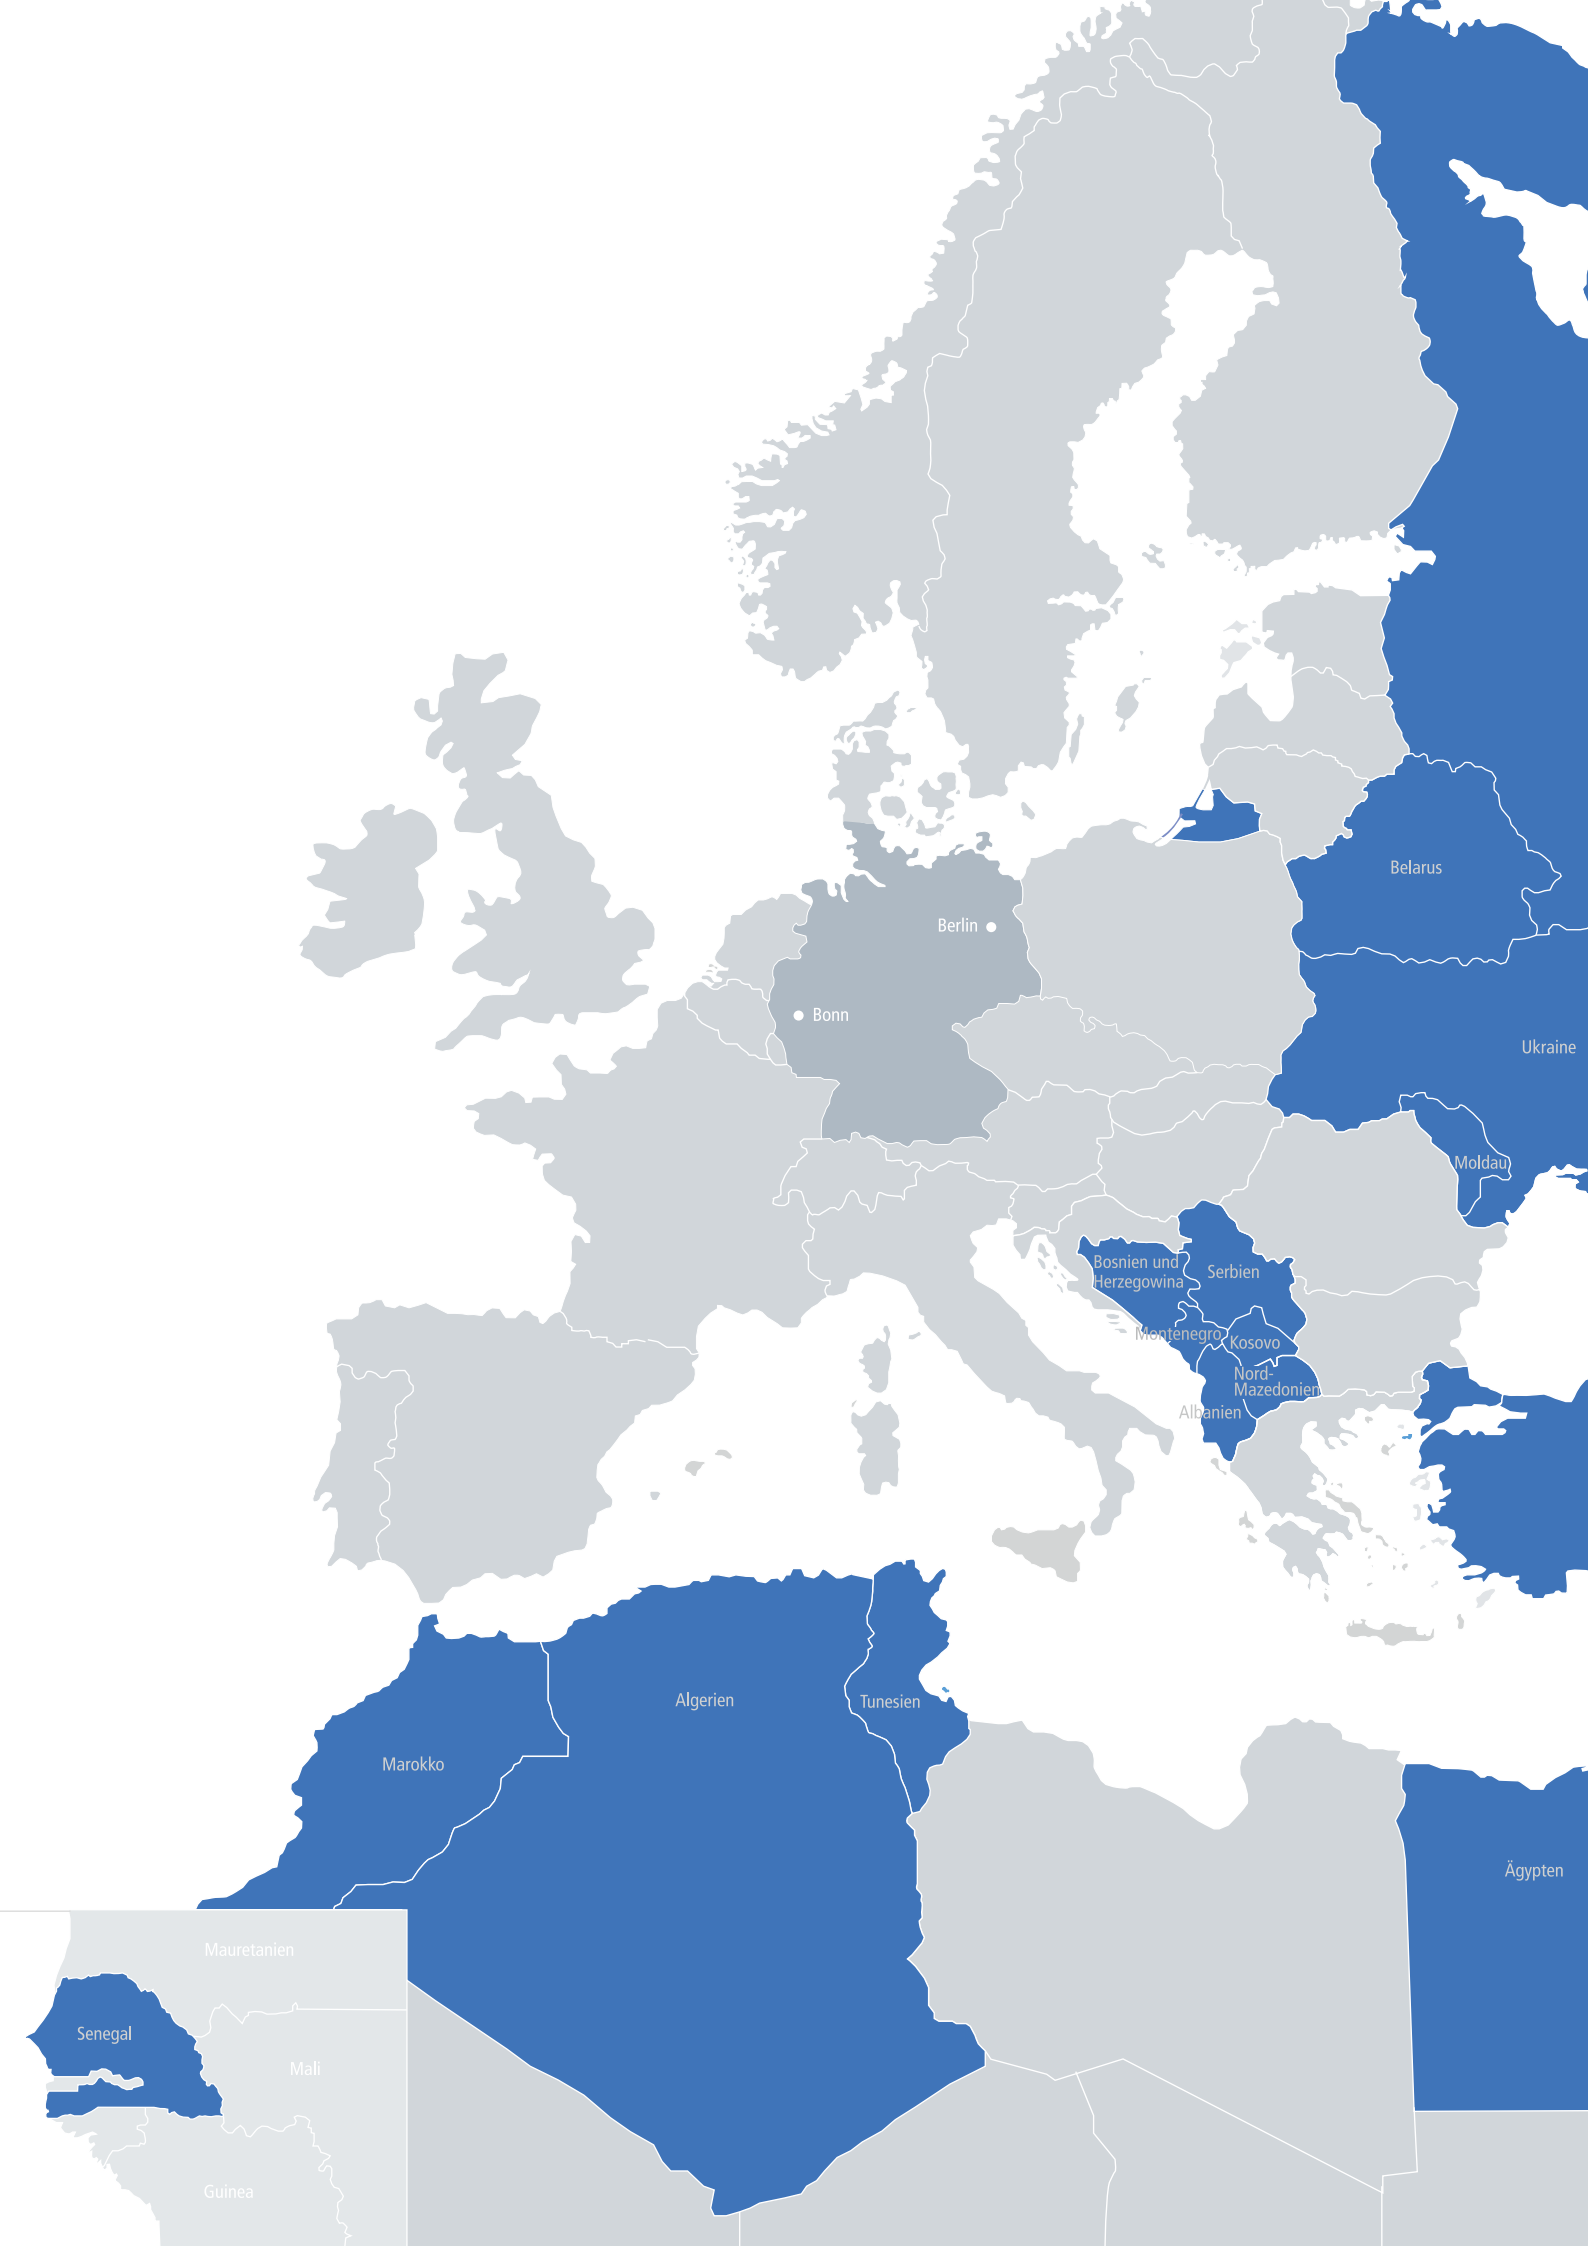 Belarus
Berlin
Bonn
Ukraine
Moldau
Bosnien und
Herzegowina
Serbien
Montenegro
Kosovo
Nord-
Mazedonien
Albanien
Algerien
Tunesien
Marokko
Ägypten
Mauretanien
Senegal
Mali
Guinea